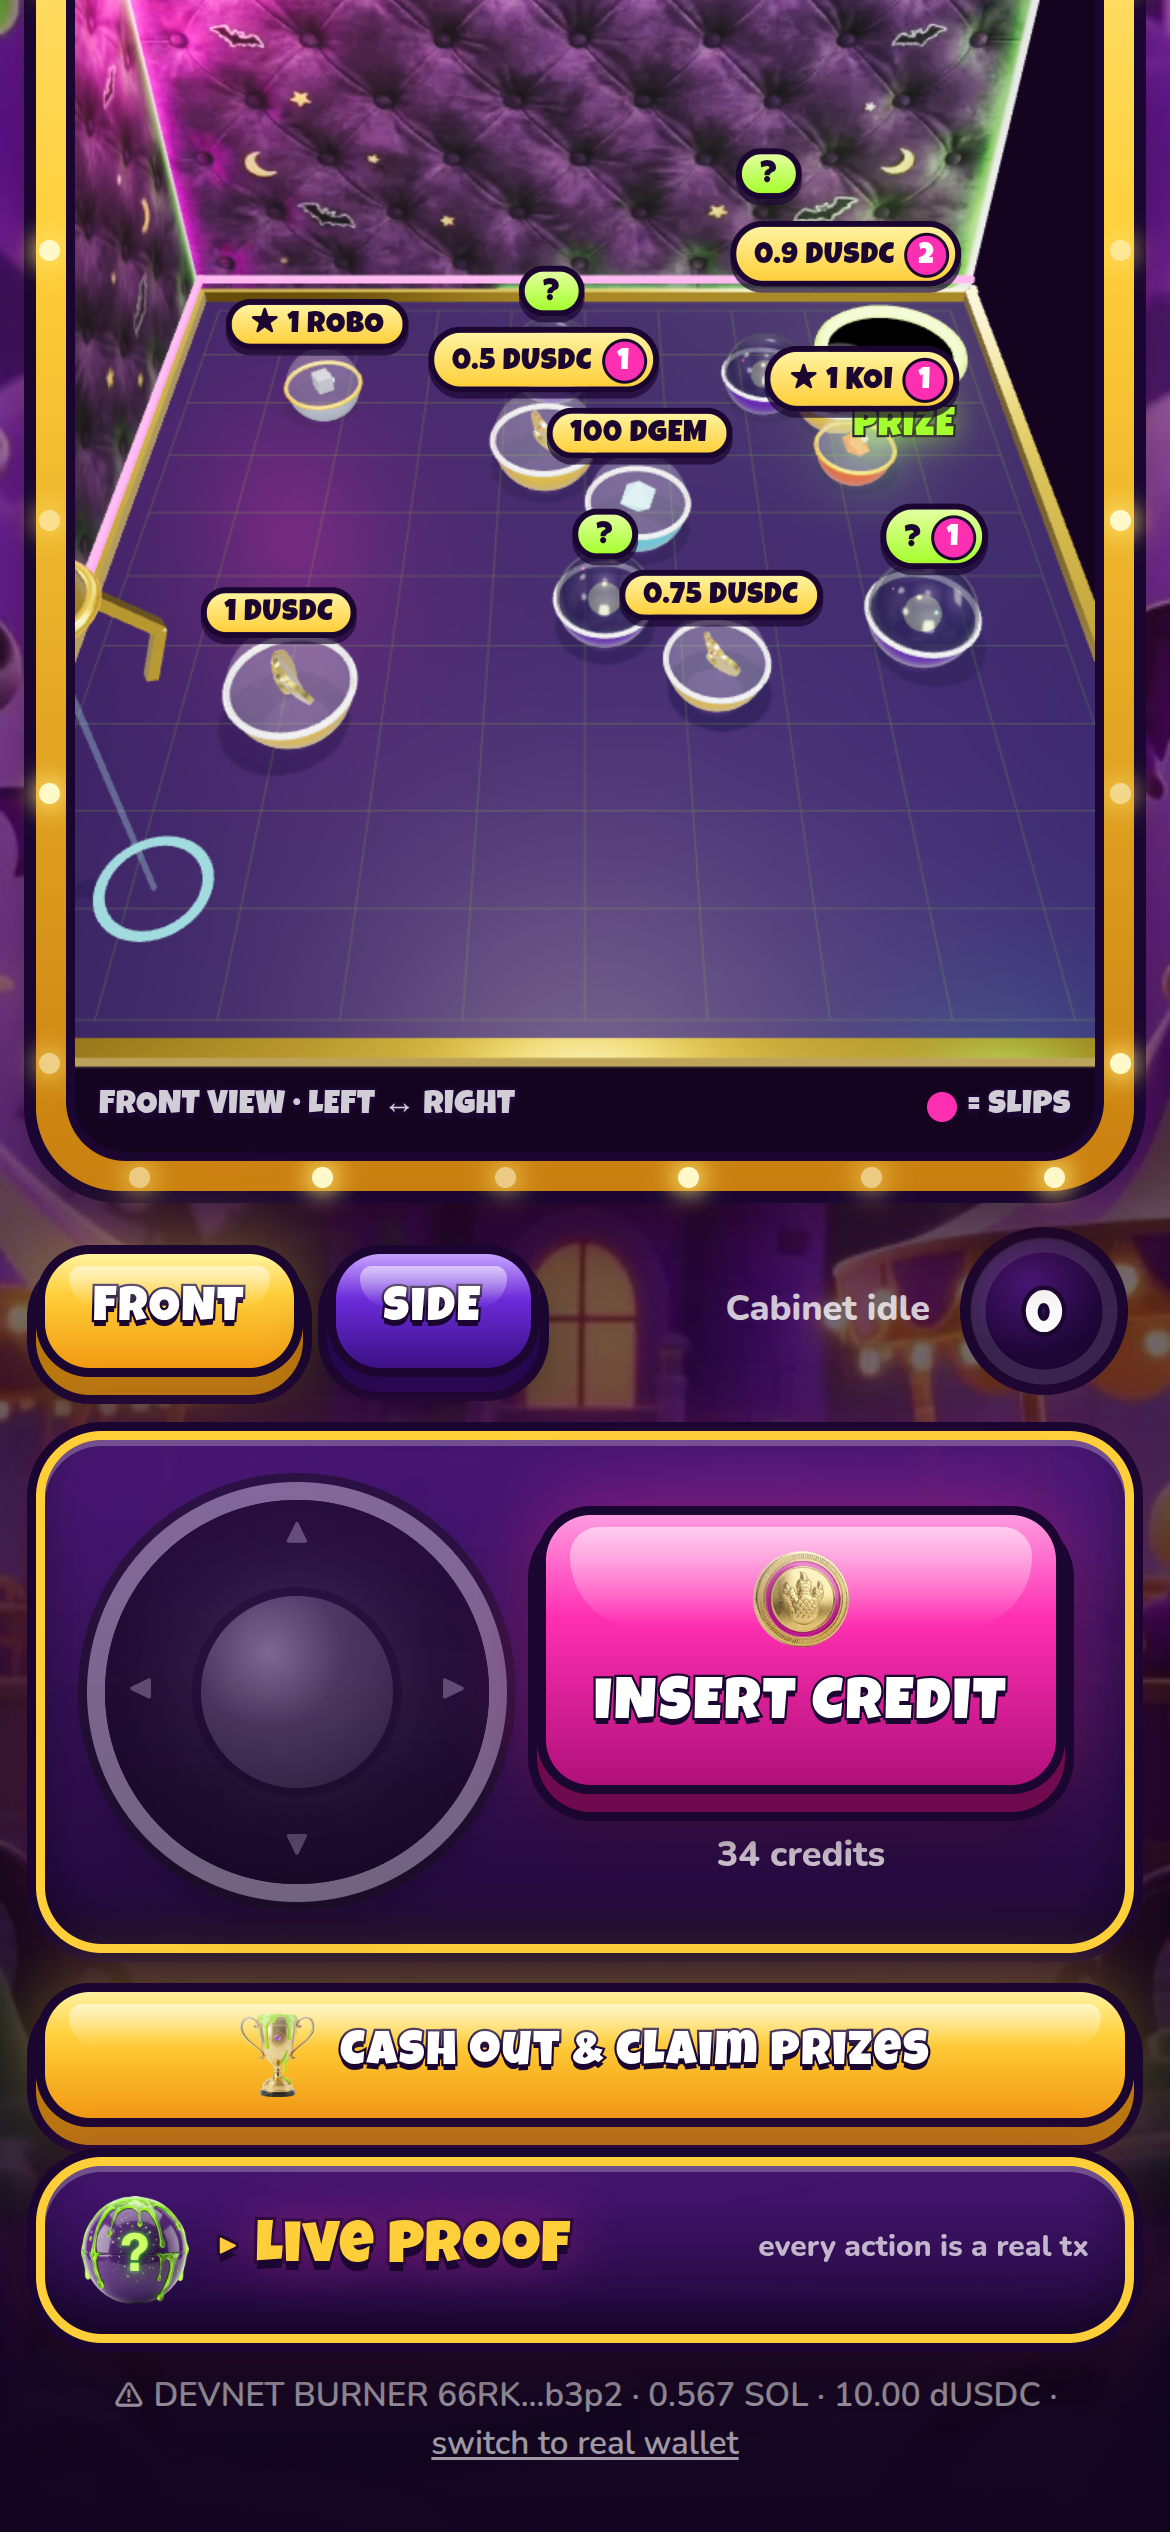 ?
0.9 DUSDC 2
?
★ 1 ROBO
0.5 DUSDC 1
★ 1 KOI 1
PRIZE
100 DGEM
?
? 1
0.75 DUSDC
1 DUSDC
FRONT VIEW · LEFT ↔ RIGHT
= SLIPS
FRONT
SIDE
Cabinet idle
0
INSERT CREDIT
34 credits
CASH OUT & CLAIM PRIZES
?
▸ LIVE PROOF
every action is a real tx
⚠ DEVNET BURNER 66RK…b3p2 · 0.567 SOL · 10.00 dUSDC ·
switch to real wallet